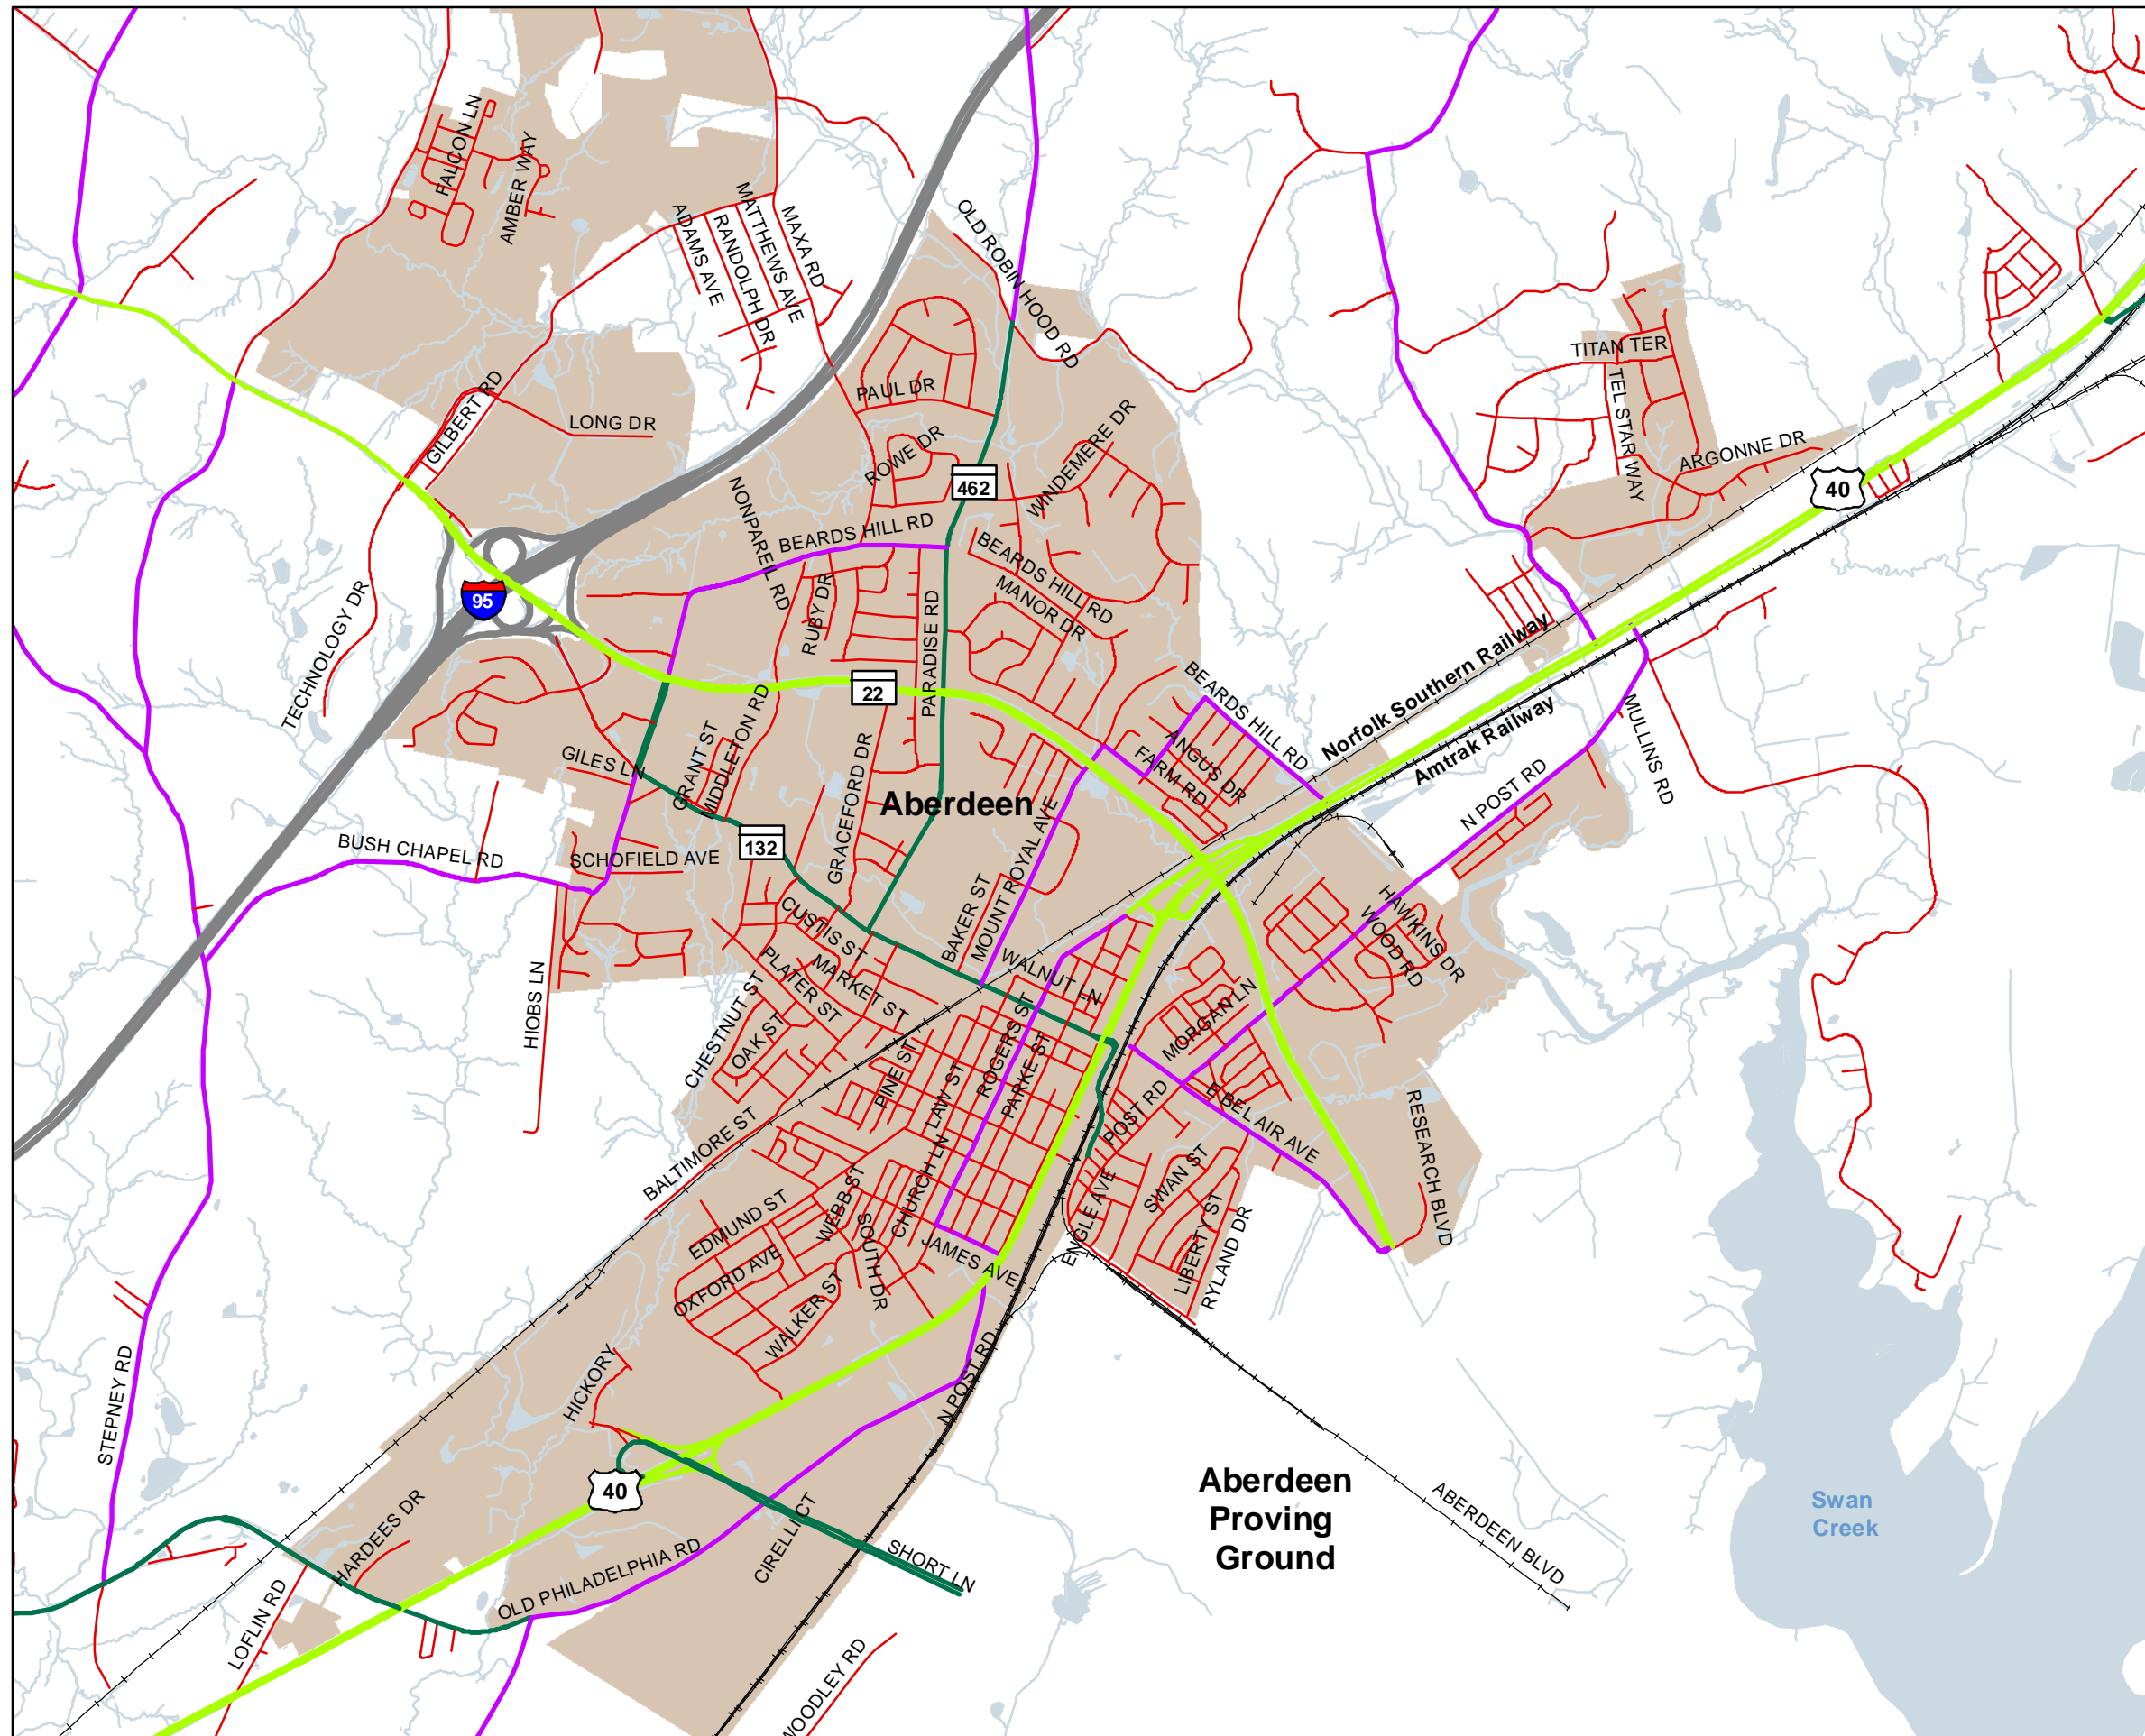 FALCON LN
AMBER WAY
MATTHEWS AVE
MAXA RD
ADAMS AVE
RANDOLPH DR
OLD ROBIN HOOD RD
TITAN TER
TEL STAR WAY
ARGONNE DR
40
PAUL DR
GILBERT RD
LONG DR
ROWE DR
WINDEMERE DR
462
NONPAREIL RD
BEARDS HILL RD
BEARDS HILL RD
MANOR DR
95
TECHNOLOGY DR
RUBY DR
PARADISE RD
22
BEARDS HILL RD
Norfolk Southern Railway
Amtrak Railway
MULLINS RD
GILES LN
GRANT ST
MIDDLETON RD
GRACEFORD DR
ANGUS DR
FARM RD
N POST RD
Aberdeen
132
BUSH CHAPEL RD
SCHOFIELD AVE
BAKER ST
MOUNT ROYAL AVE
HAWKINS DR
WOOD RD
CUSTIS ST
MARKET ST
PLATER ST
WALNUT LN
HIOBS LN
CHESTNUT ST
OAK ST
MORGAN LN
PINE ST
LAW ST
ROGERS ST
PARKE ST
POST RD
E BEL AIR AVE
RESEARCH BLVD
BALTIMORE ST
SWAN ST
EDMUND ST
WEBB ST
CHURCH LN
SOUTH DR
OXFORD AVE
JAMES AVE
ENGLE AVE
LIBERTY ST
RYLAND DR
WALKER ST
N POST RD
HICKORY
STEPNEY RD
40
Aberdeen
Proving
Ground
ABERDEEN BLVD
Swan
Creek
HARDEES DR
CIRELLI CT
SHORT LN
OLD PHILADELPHIA RD
LOFLIN RD
WOODLEY RD